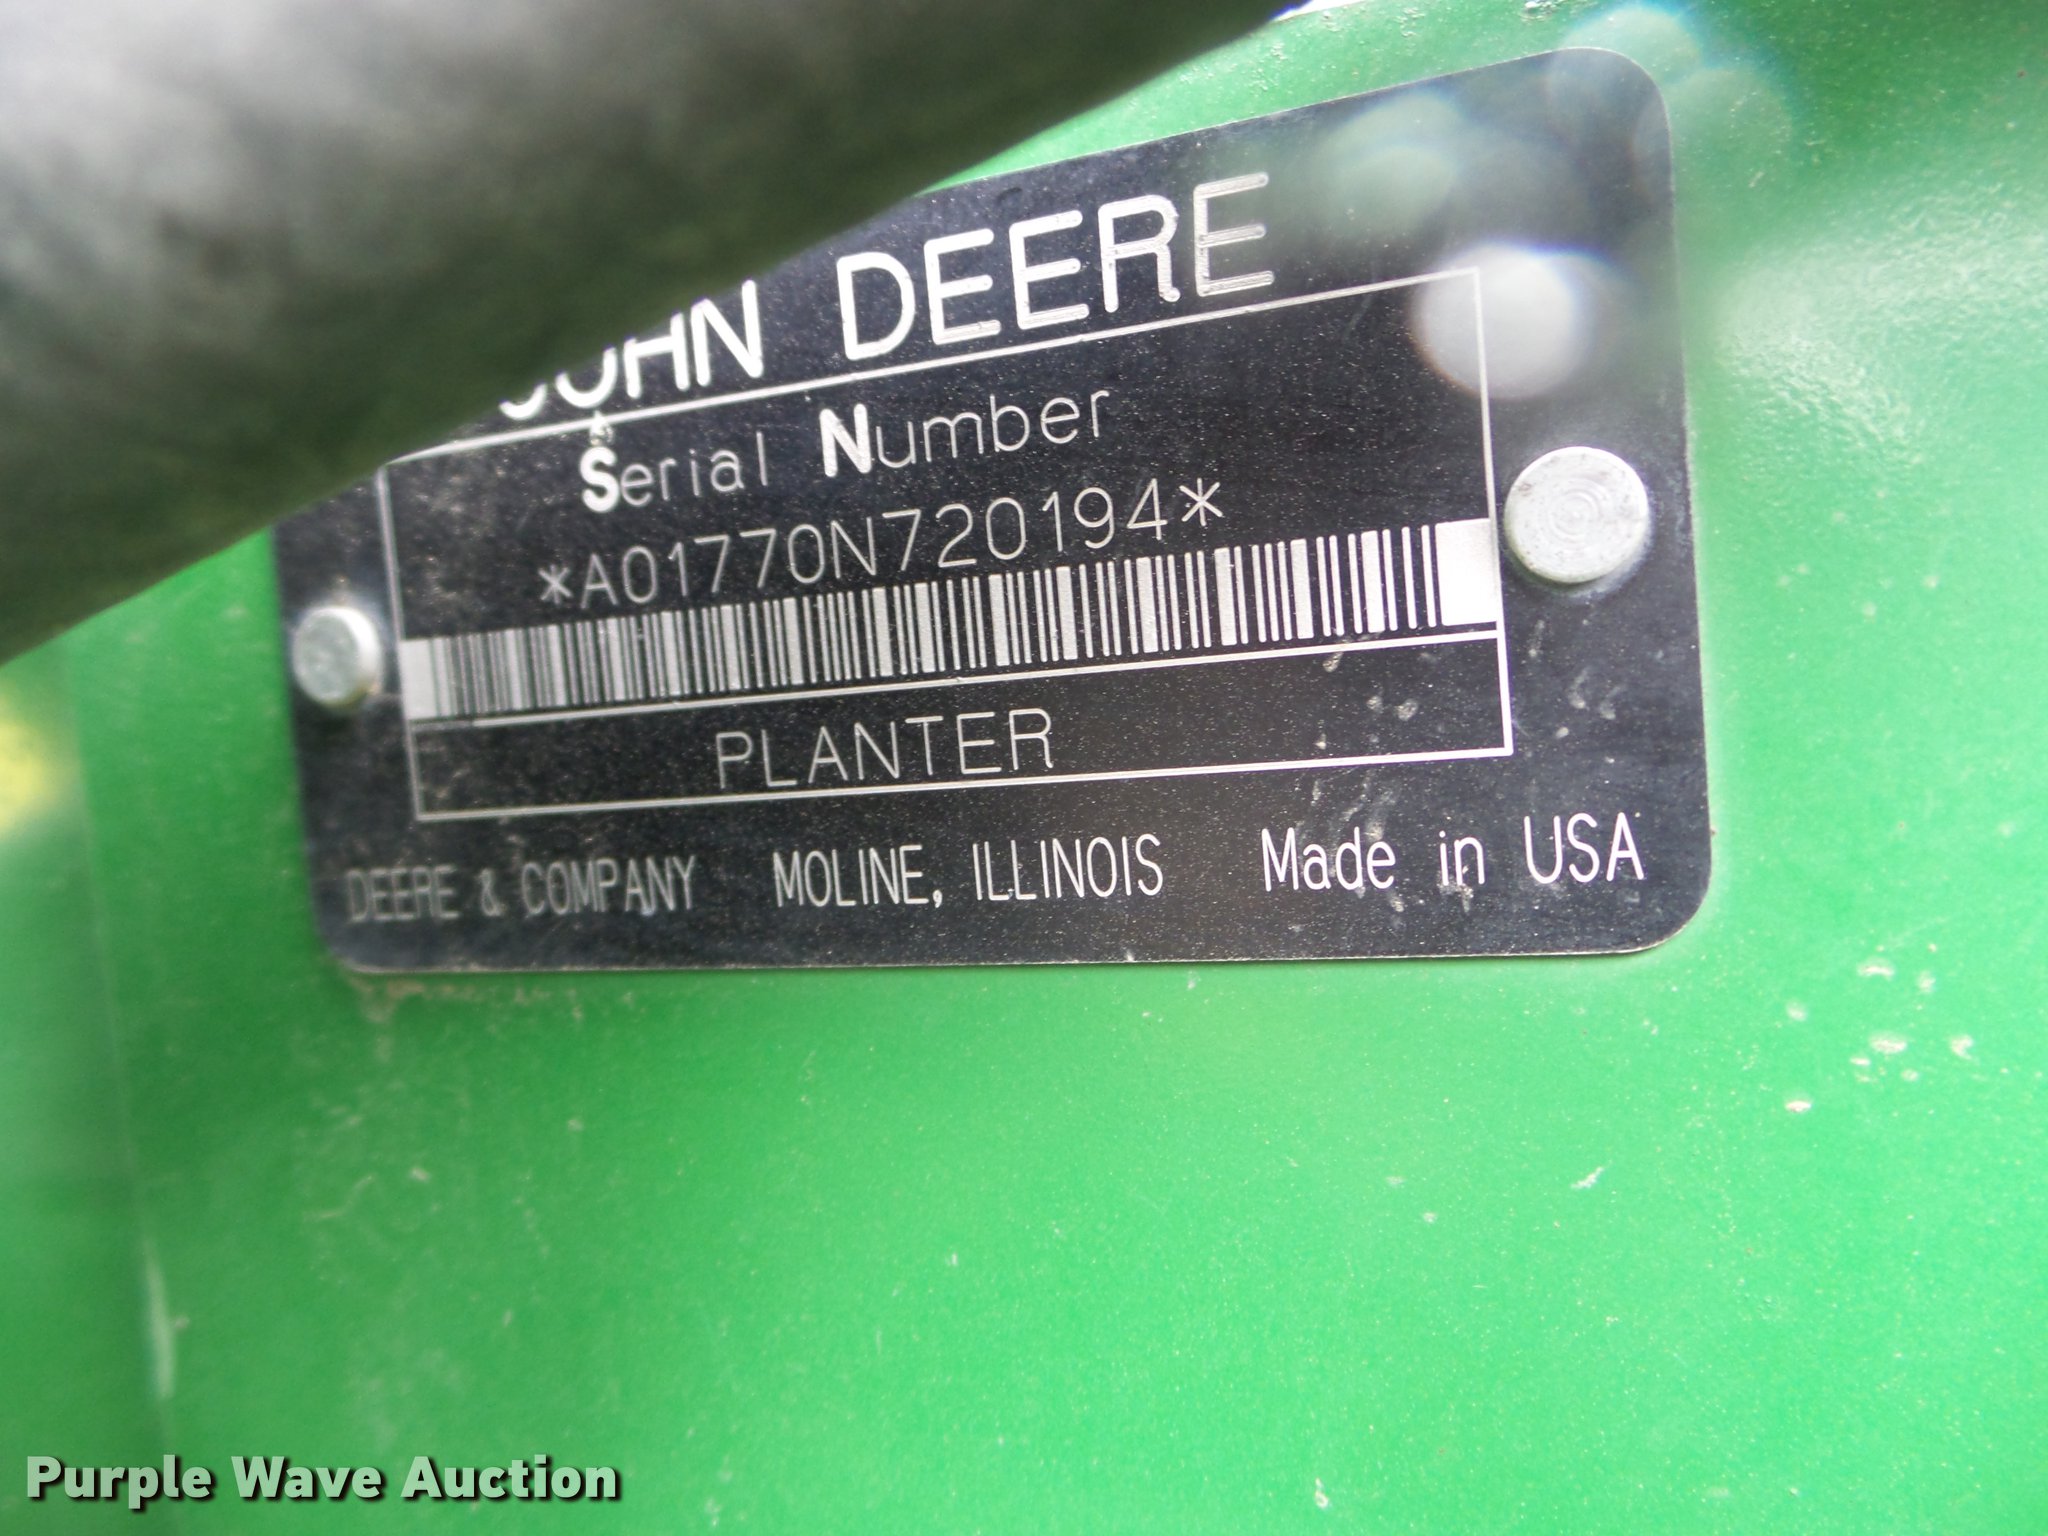 JOHN DEERE
Serial Number
*A01770N720194*
PLANTER
DEERE & COMPANY MOLINE, ILLINOIS Made in USA
Purple Wave Auction